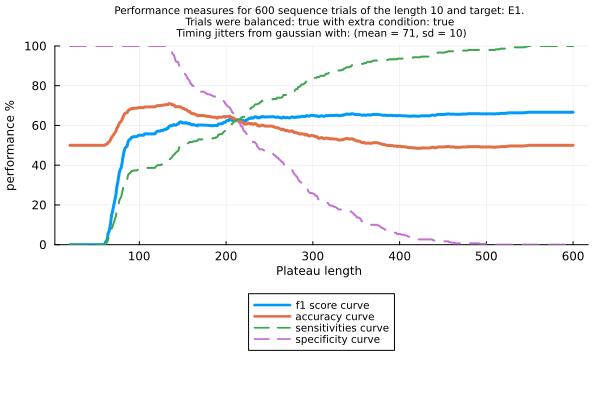 Performance measures for 600 sequence trials of the length 10 and target: E1.
Trials were balanced: true with extra condition: true
Timing jitters from gaussian with: (mean = 71, sd = 10)
100
80
60
40
20
0
performance %
100 200 300 400 500 600
Plateau length
f1 score curve
accuracy curve
sensitivities curve
specificity curve